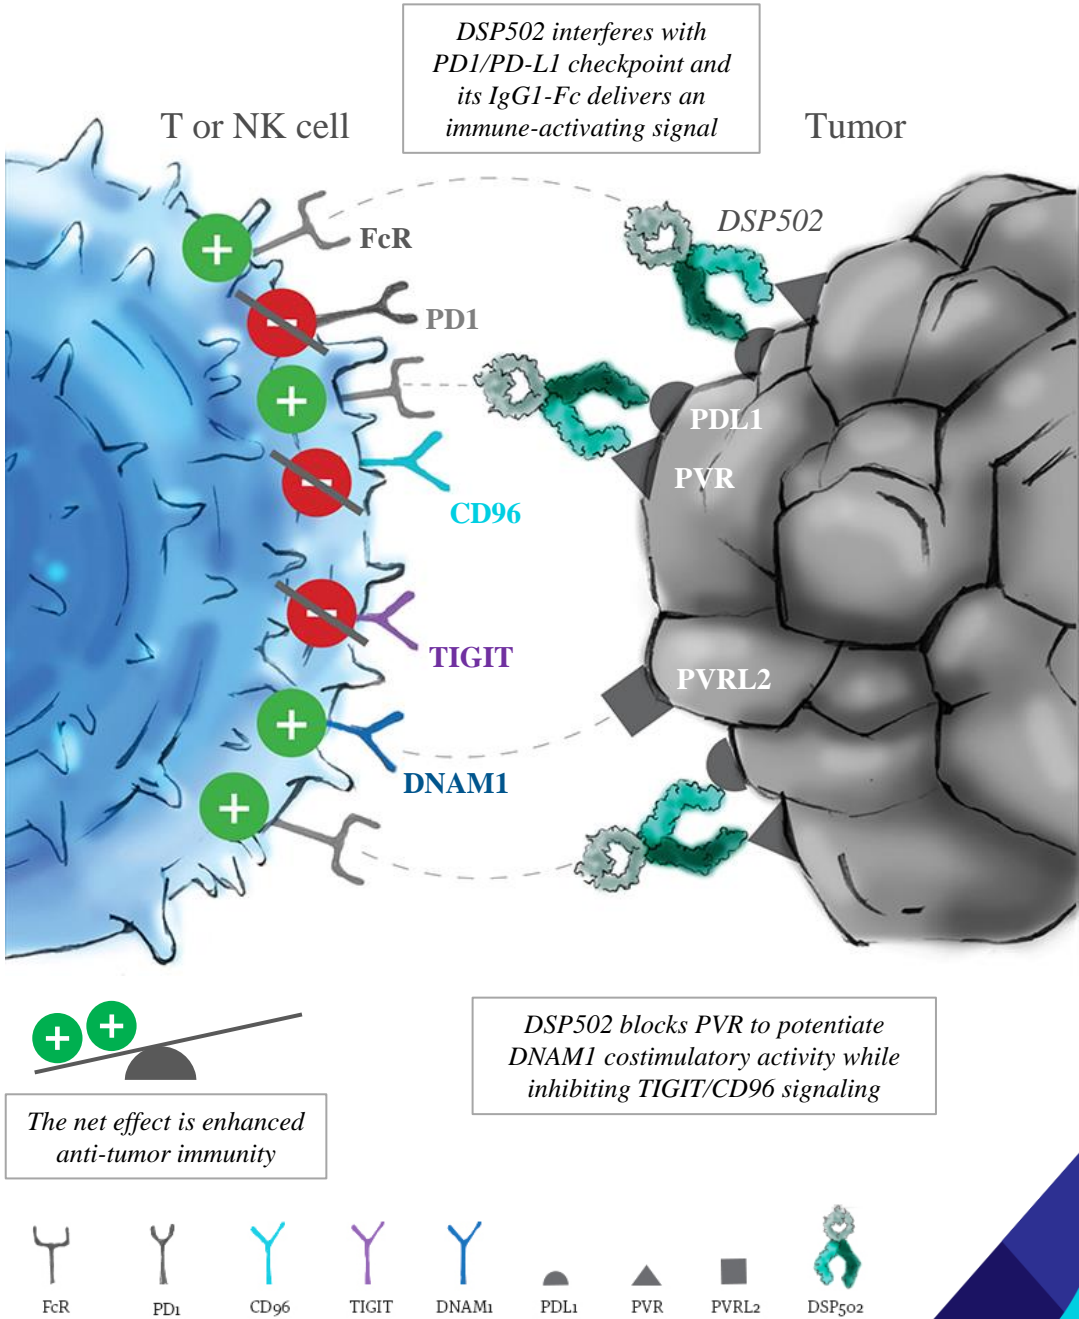 DSP502 interferes with
PD1/PD-L1 checkpoint and
its IgG1-Fc delivers an
immune-activating signal
T or NK cell
Tumor
DSP502
FcR
PD1
PDL1
PVR
CD96
TIGIT
PVRL2
DNAM1
DSP502 blocks PVR to potentiate
DNAM1 costimulatory activity while
inhibiting TIGIT/CD96 signaling
The net effect is enhanced
anti-tumor immunity
FcR PD1 CD96 TIGIT DNAM1 PDL1 PVR PVRL2 DSP502